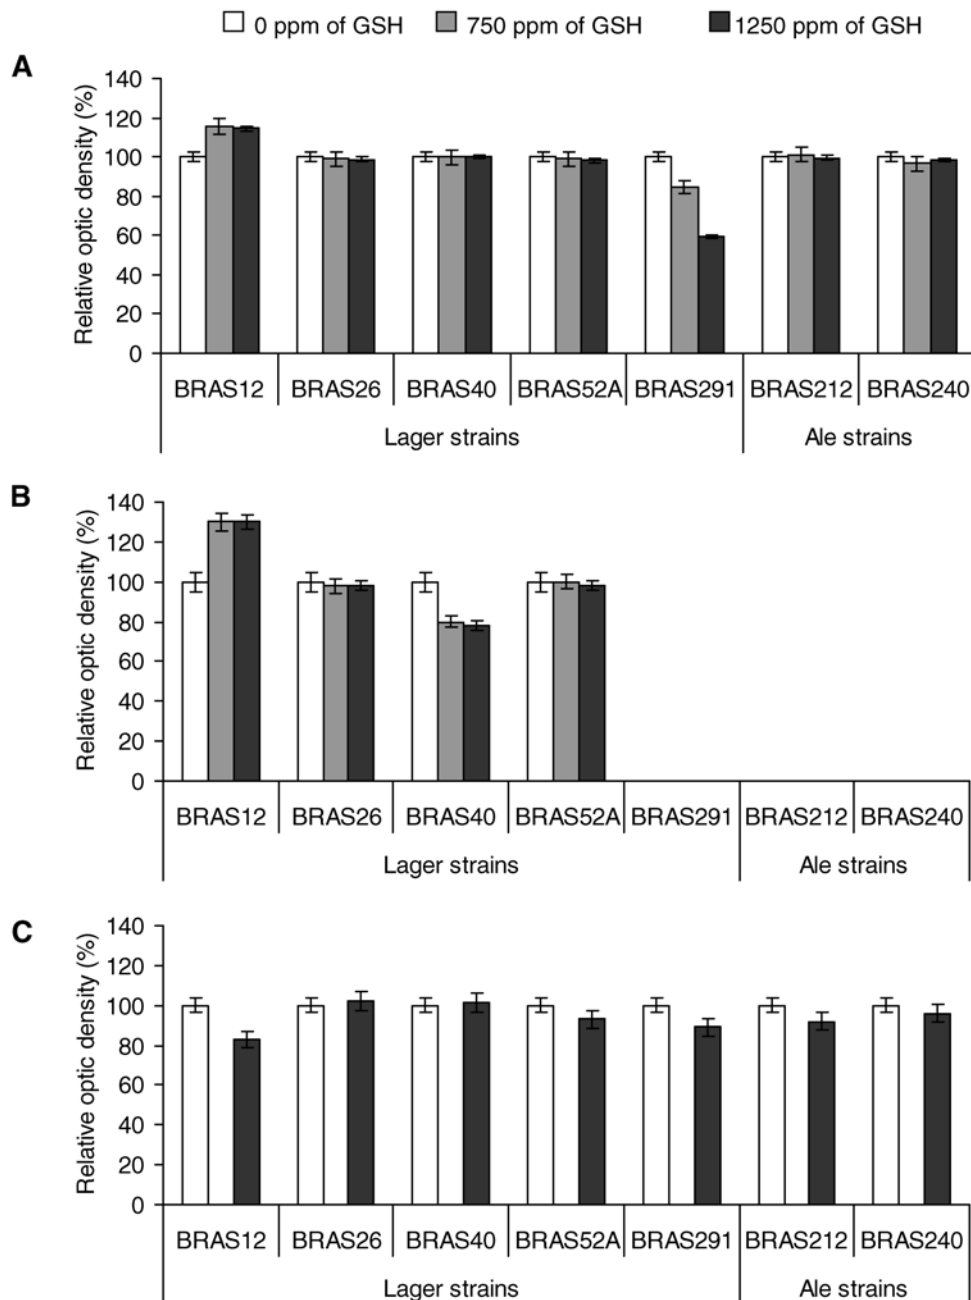 0 ppm of GSH 750 ppm of GSH 1250 ppm of GSH
A
Relative optic density (%)
140
120
100
80
60
40
20
0
BRAS12 BRAS26 BRAS40 BRAS52A BRAS291 BRAS212 BRAS240
Lager strains Ale strains
B
Relative optic density (%)
140
120
100
80
60
40
20
0
BRAS12 BRAS26 BRAS40 BRAS52A BRAS291 BRAS212 BRAS240
Lager strains Ale strains
C
Relative optic density (%)
140
120
100
80
60
40
20
0
BRAS12 BRAS26 BRAS40 BRAS52A BRAS291 BRAS212 BRAS240
Lager strains Ale strains